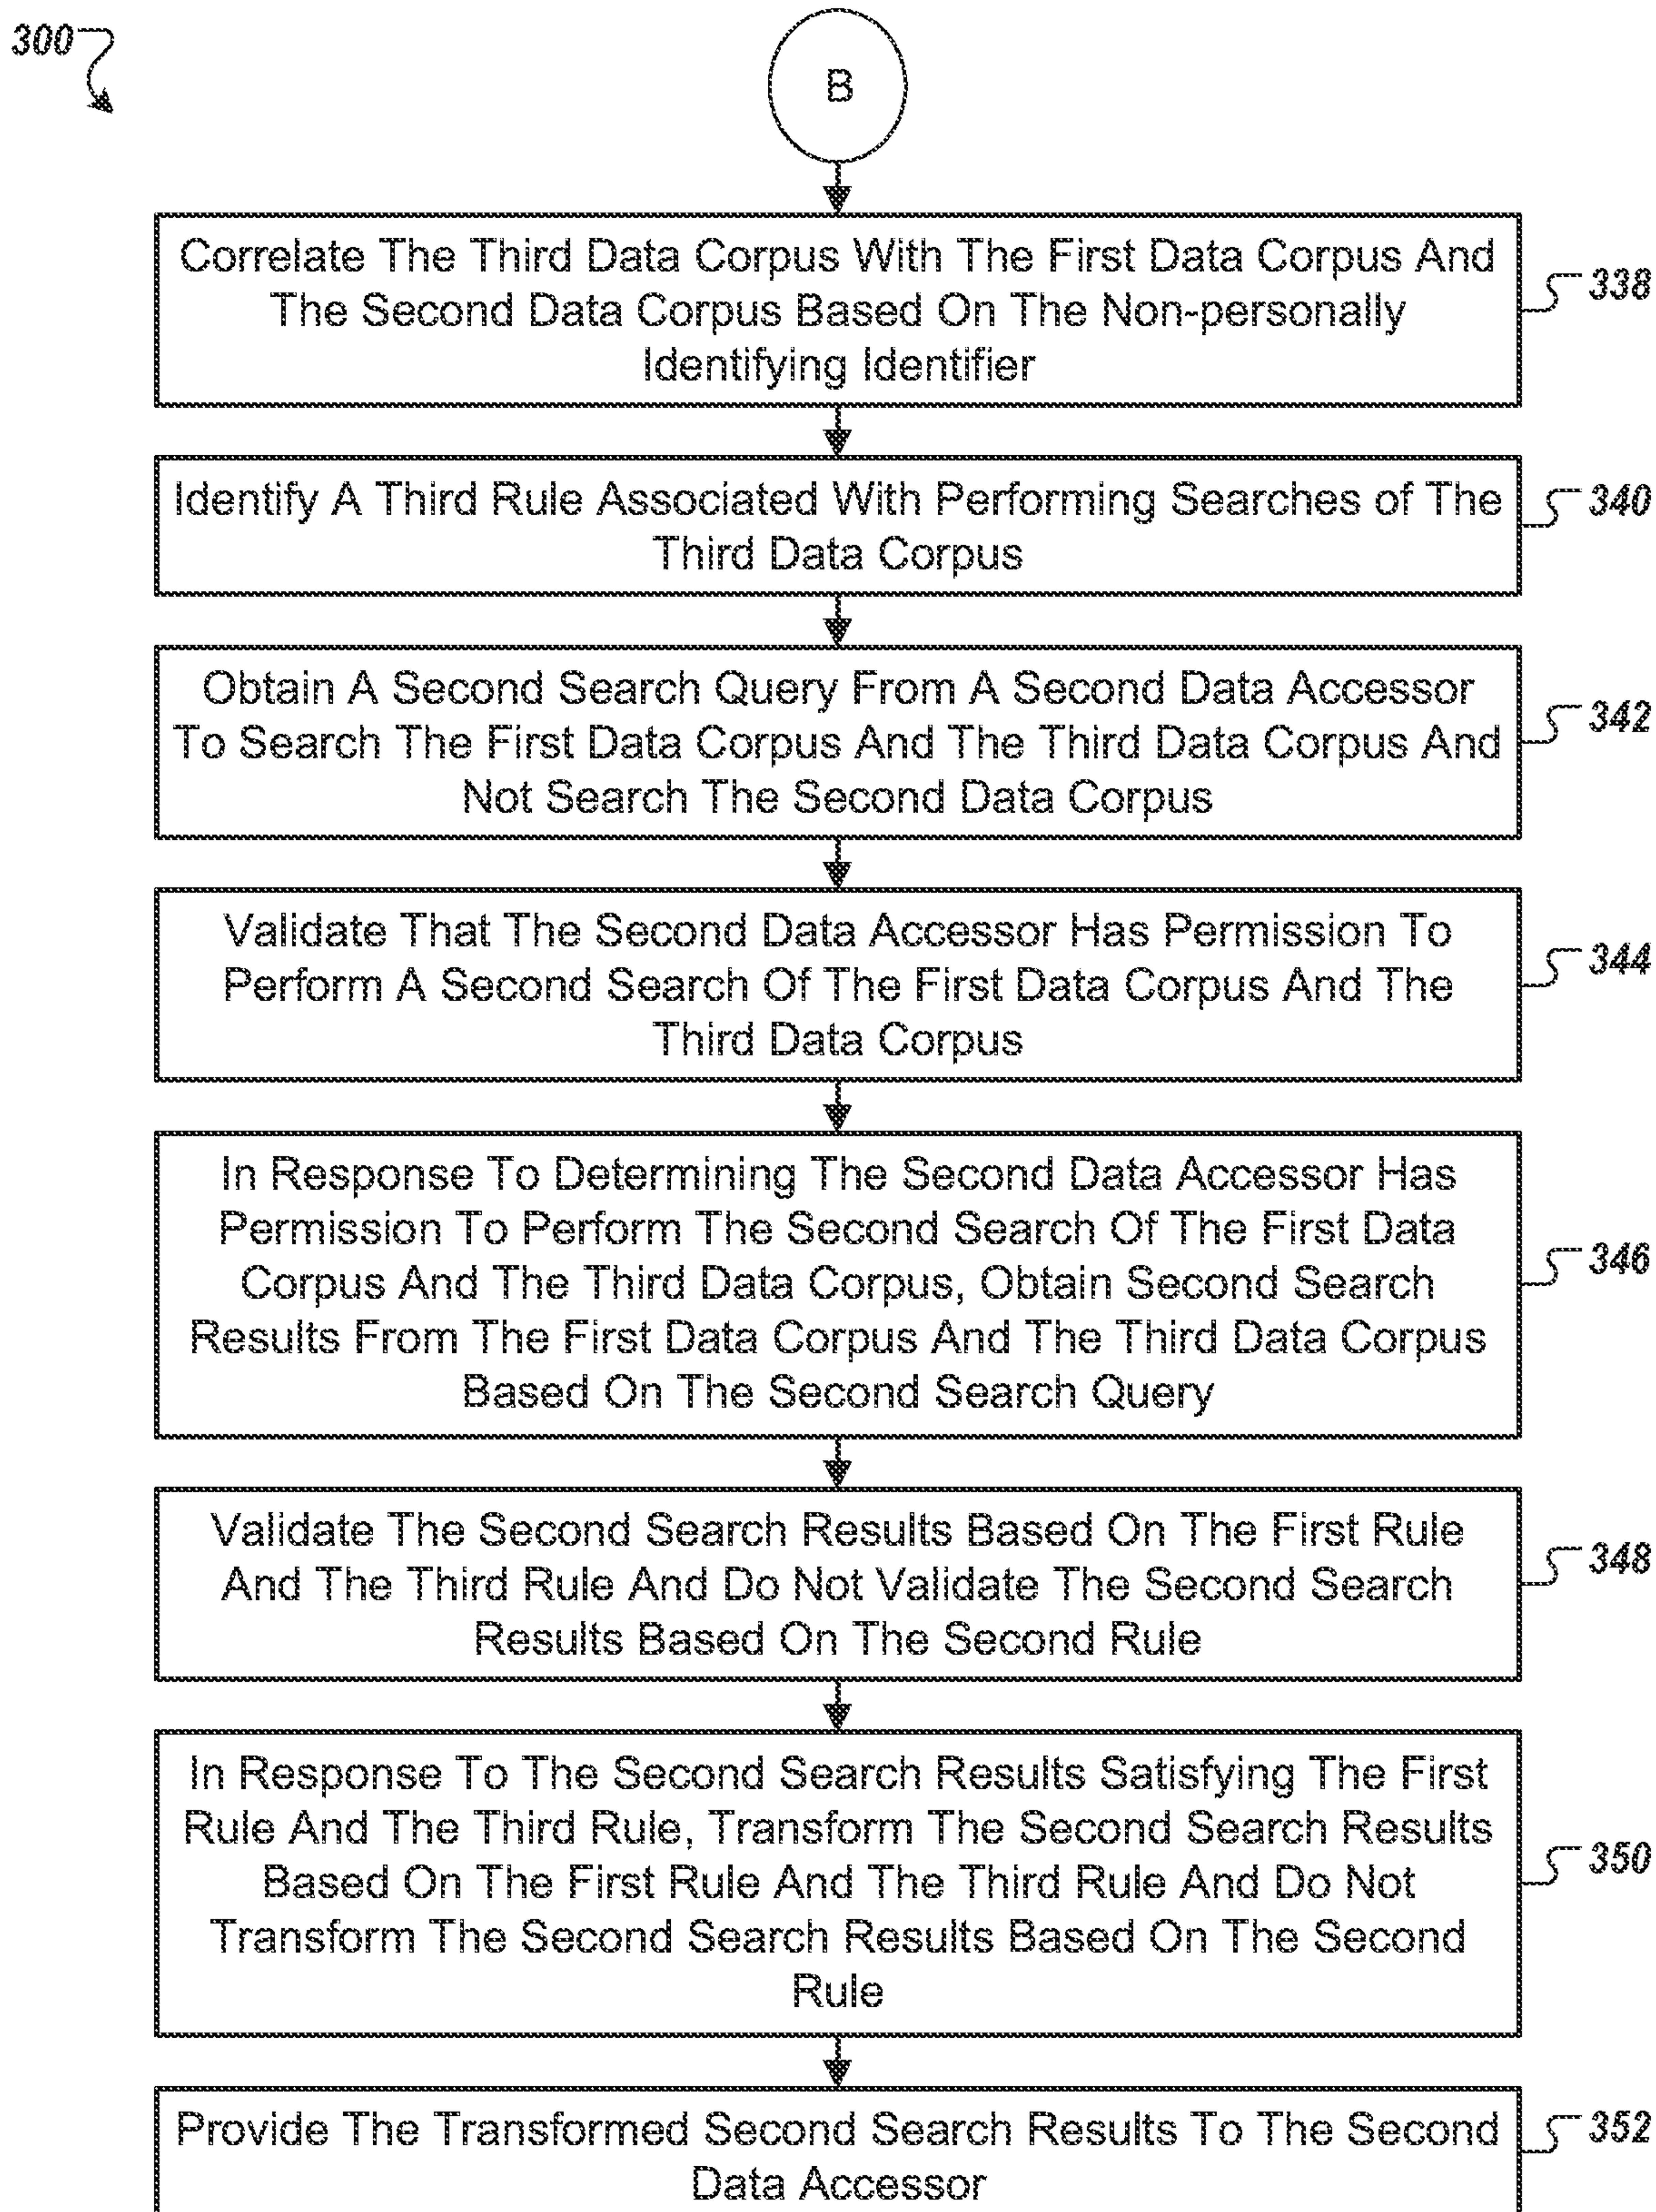 300
B
Correlate The Third Data Corpus With The First Data Corpus And
The Second Data Corpus Based On The Non-personally
Identifying Identifier
338
Identify A Third Rule Associated With Performing Searches of The
Third Data Corpus
340
Obtain A Second Search Query From A Second Data Accessor
To Search The First Data Corpus And The Third Data Corpus And
Not Search The Second Data Corpus
342
Validate That The Second Data Accessor Has Permission To
Perform A Second Search Of The First Data Corpus And The
Third Data Corpus
344
In Response To Determining The Second Data Accessor Has
Permission To Perform The Second Search Of The First Data
Corpus And The Third Data Corpus, Obtain Second Search
Results From The First Data Corpus And The Third Data Corpus
Based On The Second Search Query
346
Validate The Second Search Results Based On The First Rule
And The Third Rule And Do Not Validate The Second Search
Results Based On The Second Rule
348
In Response To The Second Search Results Satisfying The First
Rule And The Third Rule, Transform The Second Search Results
Based On The First Rule And The Third Rule And Do Not
Transform The Second Search Results Based On The Second
Rule
350
Provide The Transformed Second Search Results To The Second
Data Accessor
352